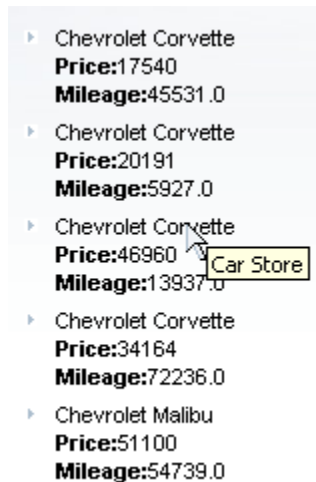 Chevrolet Corvette
Price:17540
Mileage:45531.0
Chevrolet Corvette
Price:20191
Mileage:5927.0
Chevrolet Corvette
Price:46960
Car Store
Mileage:13937.0
Chevrolet Corvette
Price:34164
Mileage:72236.0
Chevrolet Malibu
Price:51100
Mileage:54739.0